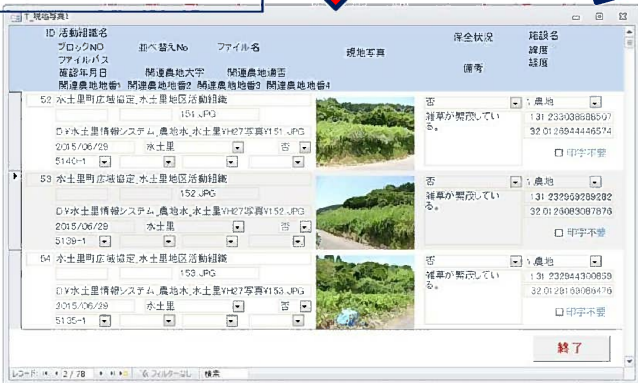 T_現地写真1
ID 活動組織名
ブロックNO 並べ替えNo ファイル名
ファイルパス
確認年月日 関連農地大字 関連農地適否
関連農地地番1 関連農地地番2 関連農地地番3 関連農地地番4
現地写真
保全状況
備考
施設名
緯度
経度
52 水土里町広域協定_水土里地区活動組織
151.JPG
D:¥水土里情報システム_農地水_水土里¥H27写真¥151.JPG
2015/06/29 水土里 否
5140-1
否
雑草が繁茂している。
農地
131.233038686507
32.0126944446574
印字不要
53 水土里町広域協定_水土里地区活動組織
152.JPG
D:¥水土里情報システム_農地水_水土里¥H27写真¥152.JPG
2015/06/29 水土里 否
5139-1
否
雑草が繁茂している。
農地
131.232969289282
32.0126083087876
印字不要
54 水土里町広域協定_水土里地区活動組織
153.JPG
D:¥水土里情報システム_農地水_水土里¥H27写真¥153.JPG
2015/06/29 水土里 否
5135-1
否
雑草が繁茂している。
農地
131.232944300859
32.0129169086476
印字不要
終了
レコード: 2 / 78 フィルターなし 検索